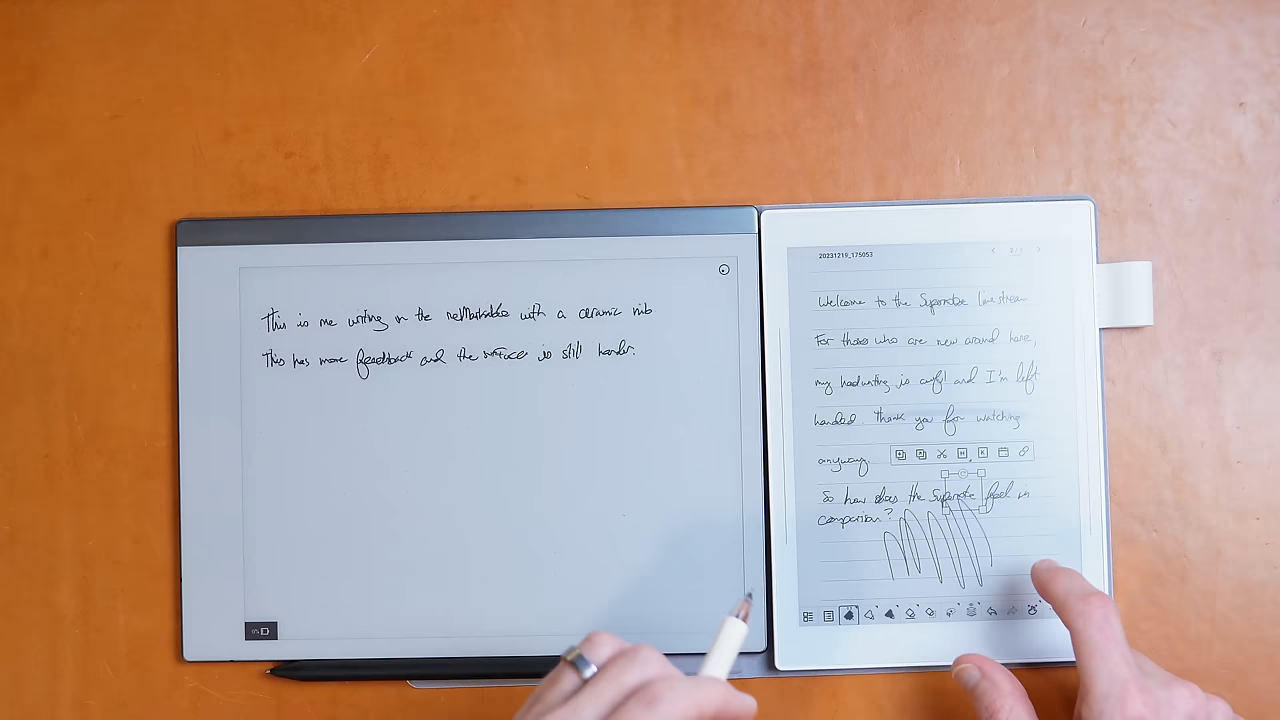 This is me writing on the reMarkable with a ceramic nib
This has more feedback and the surface is still harder.
20231219_175053
Welcome to the Supernote livestream
For those who are new around here,
my handwriting is awful and I'm left
handed. Thank you for watching
anyway.
So how does the Supernote feel in
comparison?